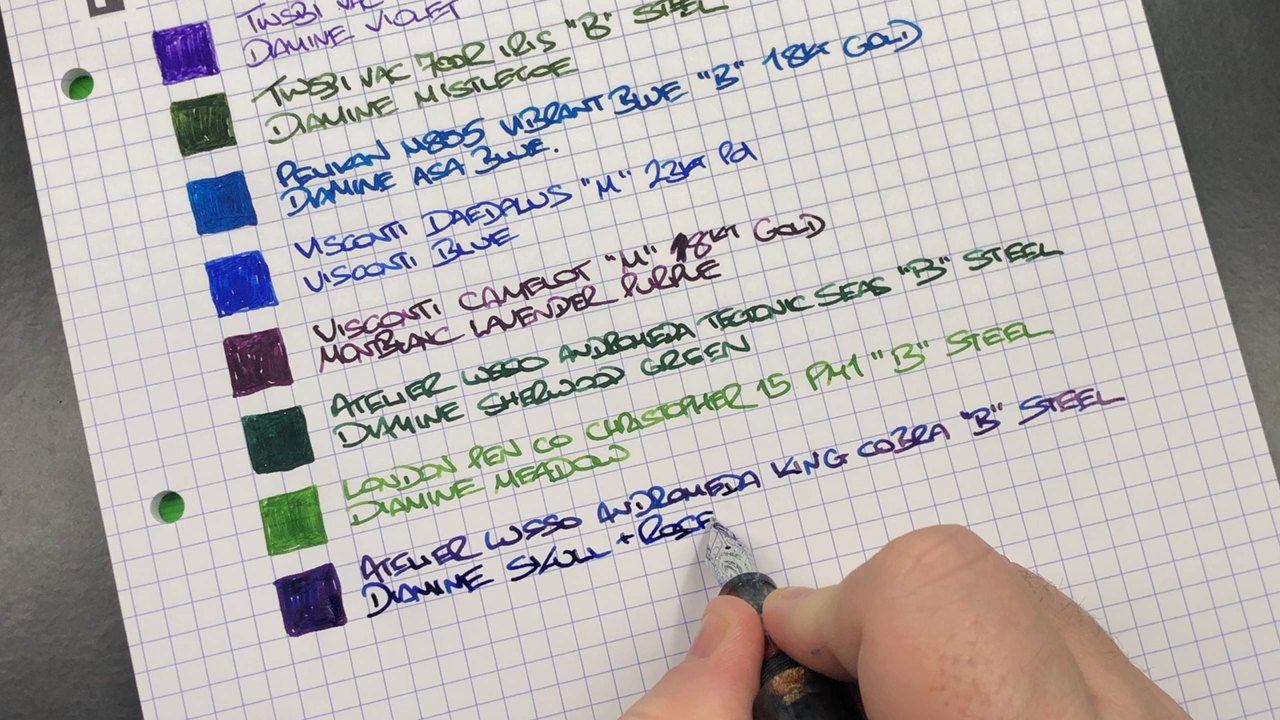 TWSBI VAC
DIAMINE VIOLET
TWSBI VAC 700R IRIS "B" STEEL
DIAMINE MISTLETOE
PELIKAN M805 VIBRANT BLUE "B" 18kt GOLD
DIAMINE ASA BLUE.
VISCONTI DAEDALUS "M" 23kt Pd
VISCONTI BLUE
VISCONTI CAMELOT "M" 18kt GOLD
MONTBLANC LAVENDER PURPLE
ATELIER LUSSO ANDROMEDA TECTONIC SEAS "B" STEEL
DIAMINE SHERWOOD GREEN
LONDON PEN CO CHRISTOPHER 15 PM1 "B" STEEL
DIAMINE MEADOW
ATELIER LUSSO ANDROMEDA KING COBRA "B" STEEL
DIAMINE SKULL + ROSE